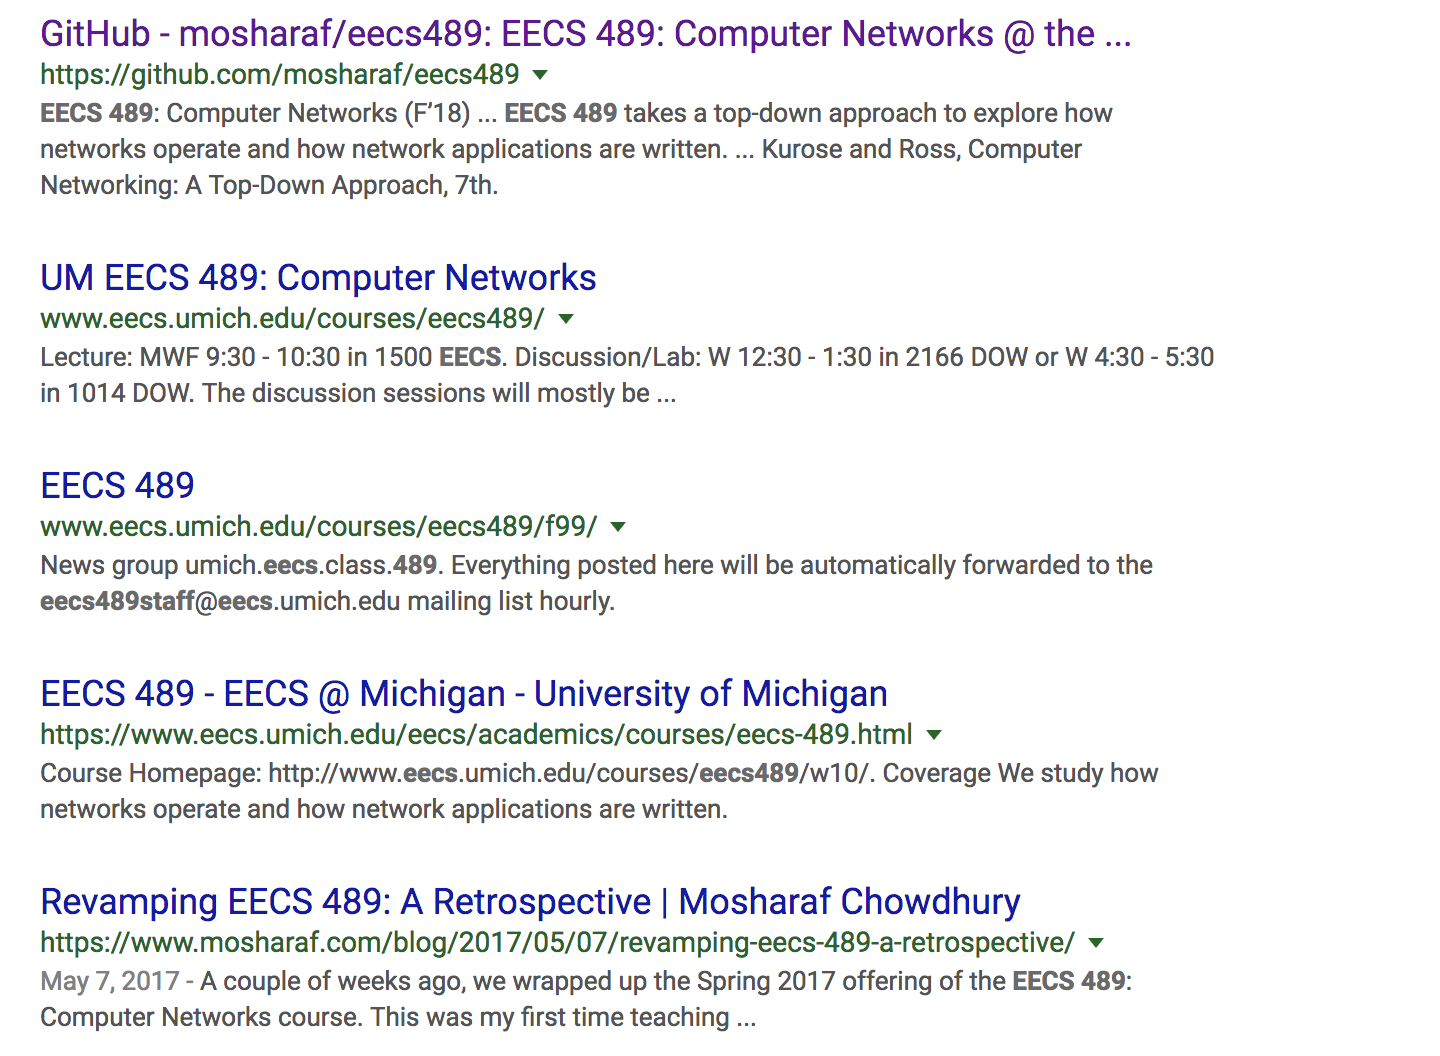 GitHub - mosharaf/eecs489: EECS 489: Computer Networks @ the ...
https://github.com/mosharaf/eecs489
EECS 489: Computer Networks (F’18) ... EECS 489 takes a top-down approach to explore how
networks operate and how network applications are written. ... Kurose and Ross, Computer
Networking: A Top-Down Approach, 7th.
UM EECS 489: Computer Networks
www.eecs.umich.edu/courses/eecs489/
Lecture: MWF 9:30 - 10:30 in 1500 EECS. Discussion/Lab: W 12:30 - 1:30 in 2166 DOW or W 4:30 - 5:30
in 1014 DOW. The discussion sessions will mostly be ...
EECS 489
www.eecs.umich.edu/courses/eecs489/f99/
News group umich.eecs.class.489. Everything posted here will be automatically forwarded to the
eecs489staff@eecs.umich.edu mailing list hourly.
EECS 489 - EECS @ Michigan - University of Michigan
https://www.eecs.umich.edu/eecs/academics/courses/eecs-489.html
Course Homepage: http://www.eecs.umich.edu/courses/eecs489/w10/. Coverage We study how
networks operate and how network applications are written.
Revamping EECS 489: A Retrospective | Mosharaf Chowdhury
https://www.mosharaf.com/blog/2017/05/07/revamping-eecs-489-a-retrospective/
May 7, 2017 - A couple of weeks ago, we wrapped up the Spring 2017 offering of the EECS 489:
Computer Networks course. This was my first time teaching ...